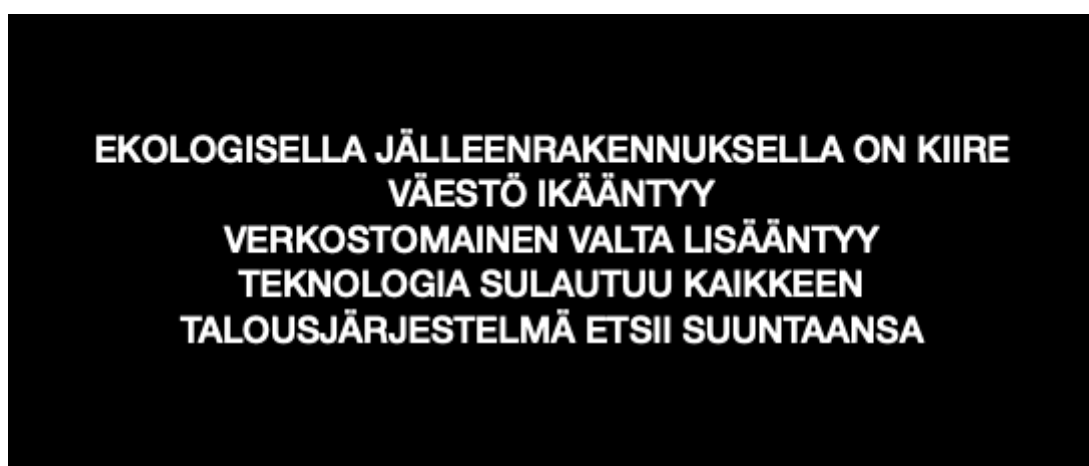 EKOLOGISELLA JÄLLEENRAKENNUKSELLA ON KIIRE
VÄESTÖ IKÄÄNTYY
VERKOSTOMAINEN VALTA LISÄÄNTYY
TEKNOLOGIA SULAUTUU KAIKKEEN
TALOUSJÄRJESTELMÄ ETSII SUUNTAANSA